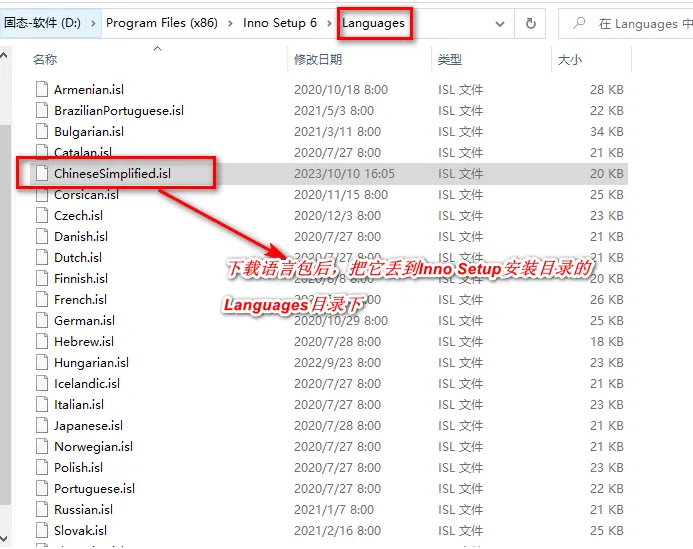 固态-软件 (D:) > Program Files (x86) > Inno Setup 6 > Languages 在 Languages 中
名称 修改日期 类型 大小
Armenian.isl 2020/10/18 8:00 ISL 文件 28 KB
BrazilianPortuguese.isl 2021/5/3 8:00 ISL 文件 22 KB
Bulgarian.isl 2021/3/11 8:00 ISL 文件 34 KB
Catalan.isl 2020/7/27 8:00 ISL 文件 21 KB
ChineseSimplified.isl 2023/10/10 16:05 ISL 文件 20 KB
Corsican.isl 2020/11/15 8:00 ISL 文件 25 KB
Czech.isl 2020/12/3 8:00 ISL 文件 23 KB
Danish.isl 2020/7/27 8:00 ISL 文件 21 KB
Dutch.isl 8:00 ISL 文件 21 KB
下载语言包后，把它丢到Inno Setup安装目录的
Finnish.isl 8:00 ISL 文件 20 KB
French.isl 8:00 ISL 文件 26 KB
Languages目录下
German.isl 2020/10/29 8:00 ISL 文件 25 KB
Hebrew.isl 2020/7/28 8:00 ISL 文件 18 KB
Hungarian.isl 2022/9/23 8:00 ISL 文件 23 KB
Icelandic.isl 2020/7/27 8:00 ISL 文件 21 KB
Italian.isl 2020/7/27 8:00 ISL 文件 23 KB
Japanese.isl 2020/7/27 8:00 ISL 文件 21 KB
Norwegian.isl 2020/7/27 8:00 ISL 文件 21 KB
Polish.isl 2020/7/27 8:00 ISL 文件 23 KB
Portuguese.isl 2020/7/27 8:00 ISL 文件 22 KB
Russian.isl 2021/1/7 8:00 ISL 文件 21 KB
Slovak.isl 2021/2/16 8:00 ISL 文件 25 KB